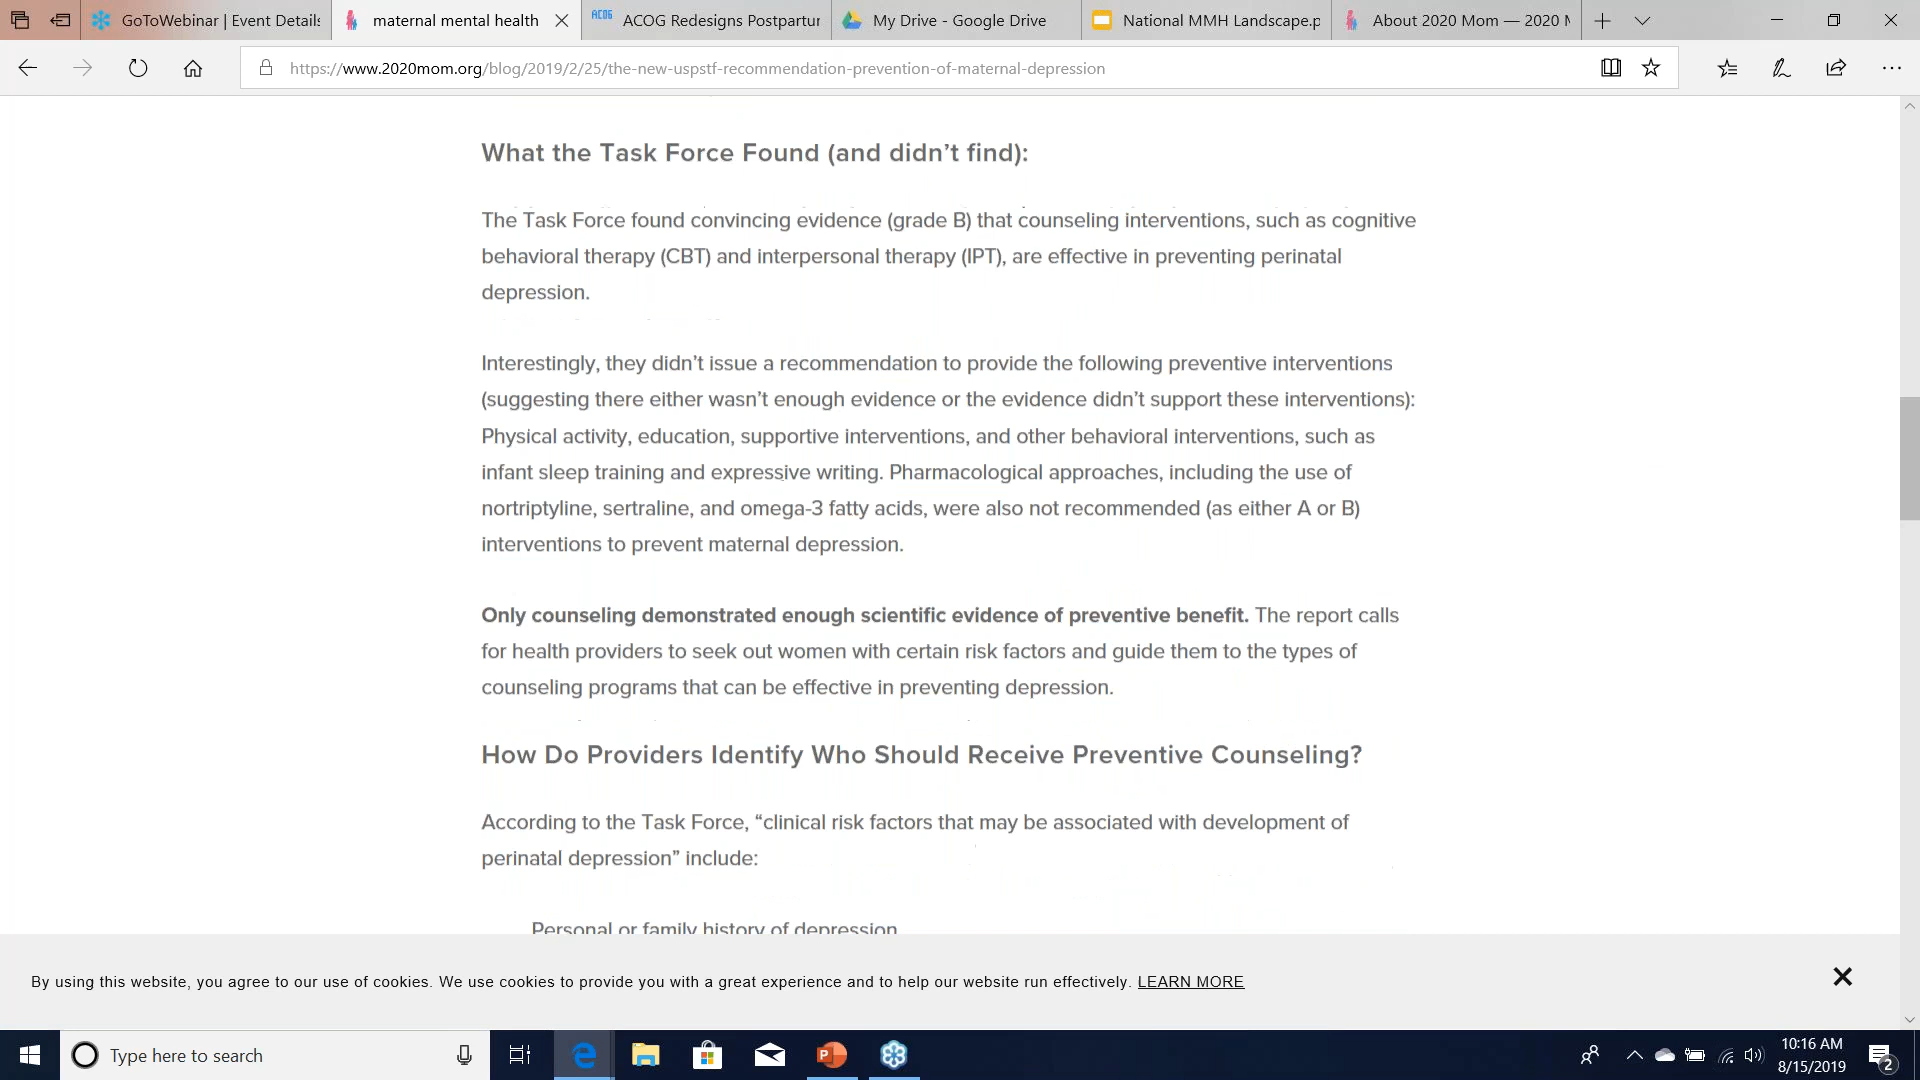 GoToWebinar | Event Details
maternal mental health
ACOG ACOG Redesigns Postpartur
My Drive - Google Drive
National MMH Landscape.p
About 2020 Mom — 2020 M
https://www.2020mom.org/blog/2019/2/25/the-new-uspstf-recommendation-prevention-of-maternal-depression
What the Task Force Found (and didn’t find):
The Task Force found convincing evidence (grade B) that counseling interventions, such as cognitive
behavioral therapy (CBT) and interpersonal therapy (IPT), are effective in preventing perinatal
depression.
Interestingly, they didn’t issue a recommendation to provide the following preventive interventions
(suggesting there either wasn’t enough evidence or the evidence didn’t support these interventions):
Physical activity, education, supportive interventions, and other behavioral interventions, such as
infant sleep training and expressive writing. Pharmacological approaches, including the use of
nortriptyline, sertraline, and omega-3 fatty acids, were also not recommended (as either A or B)
interventions to prevent maternal depression.
Only counseling demonstrated enough scientific evidence of preventive benefit. The report calls
for health providers to seek out women with certain risk factors and guide them to the types of
counseling programs that can be effective in preventing depression.
How Do Providers Identify Who Should Receive Preventive Counseling?
According to the Task Force, “clinical risk factors that may be associated with development of
perinatal depression” include:
Personal or family history of depression
By using this website, you agree to our use of cookies. We use cookies to provide you with a great experience and to help our website run effectively. LEARN MORE
Type here to search
10:16 AM
8/15/2019
2